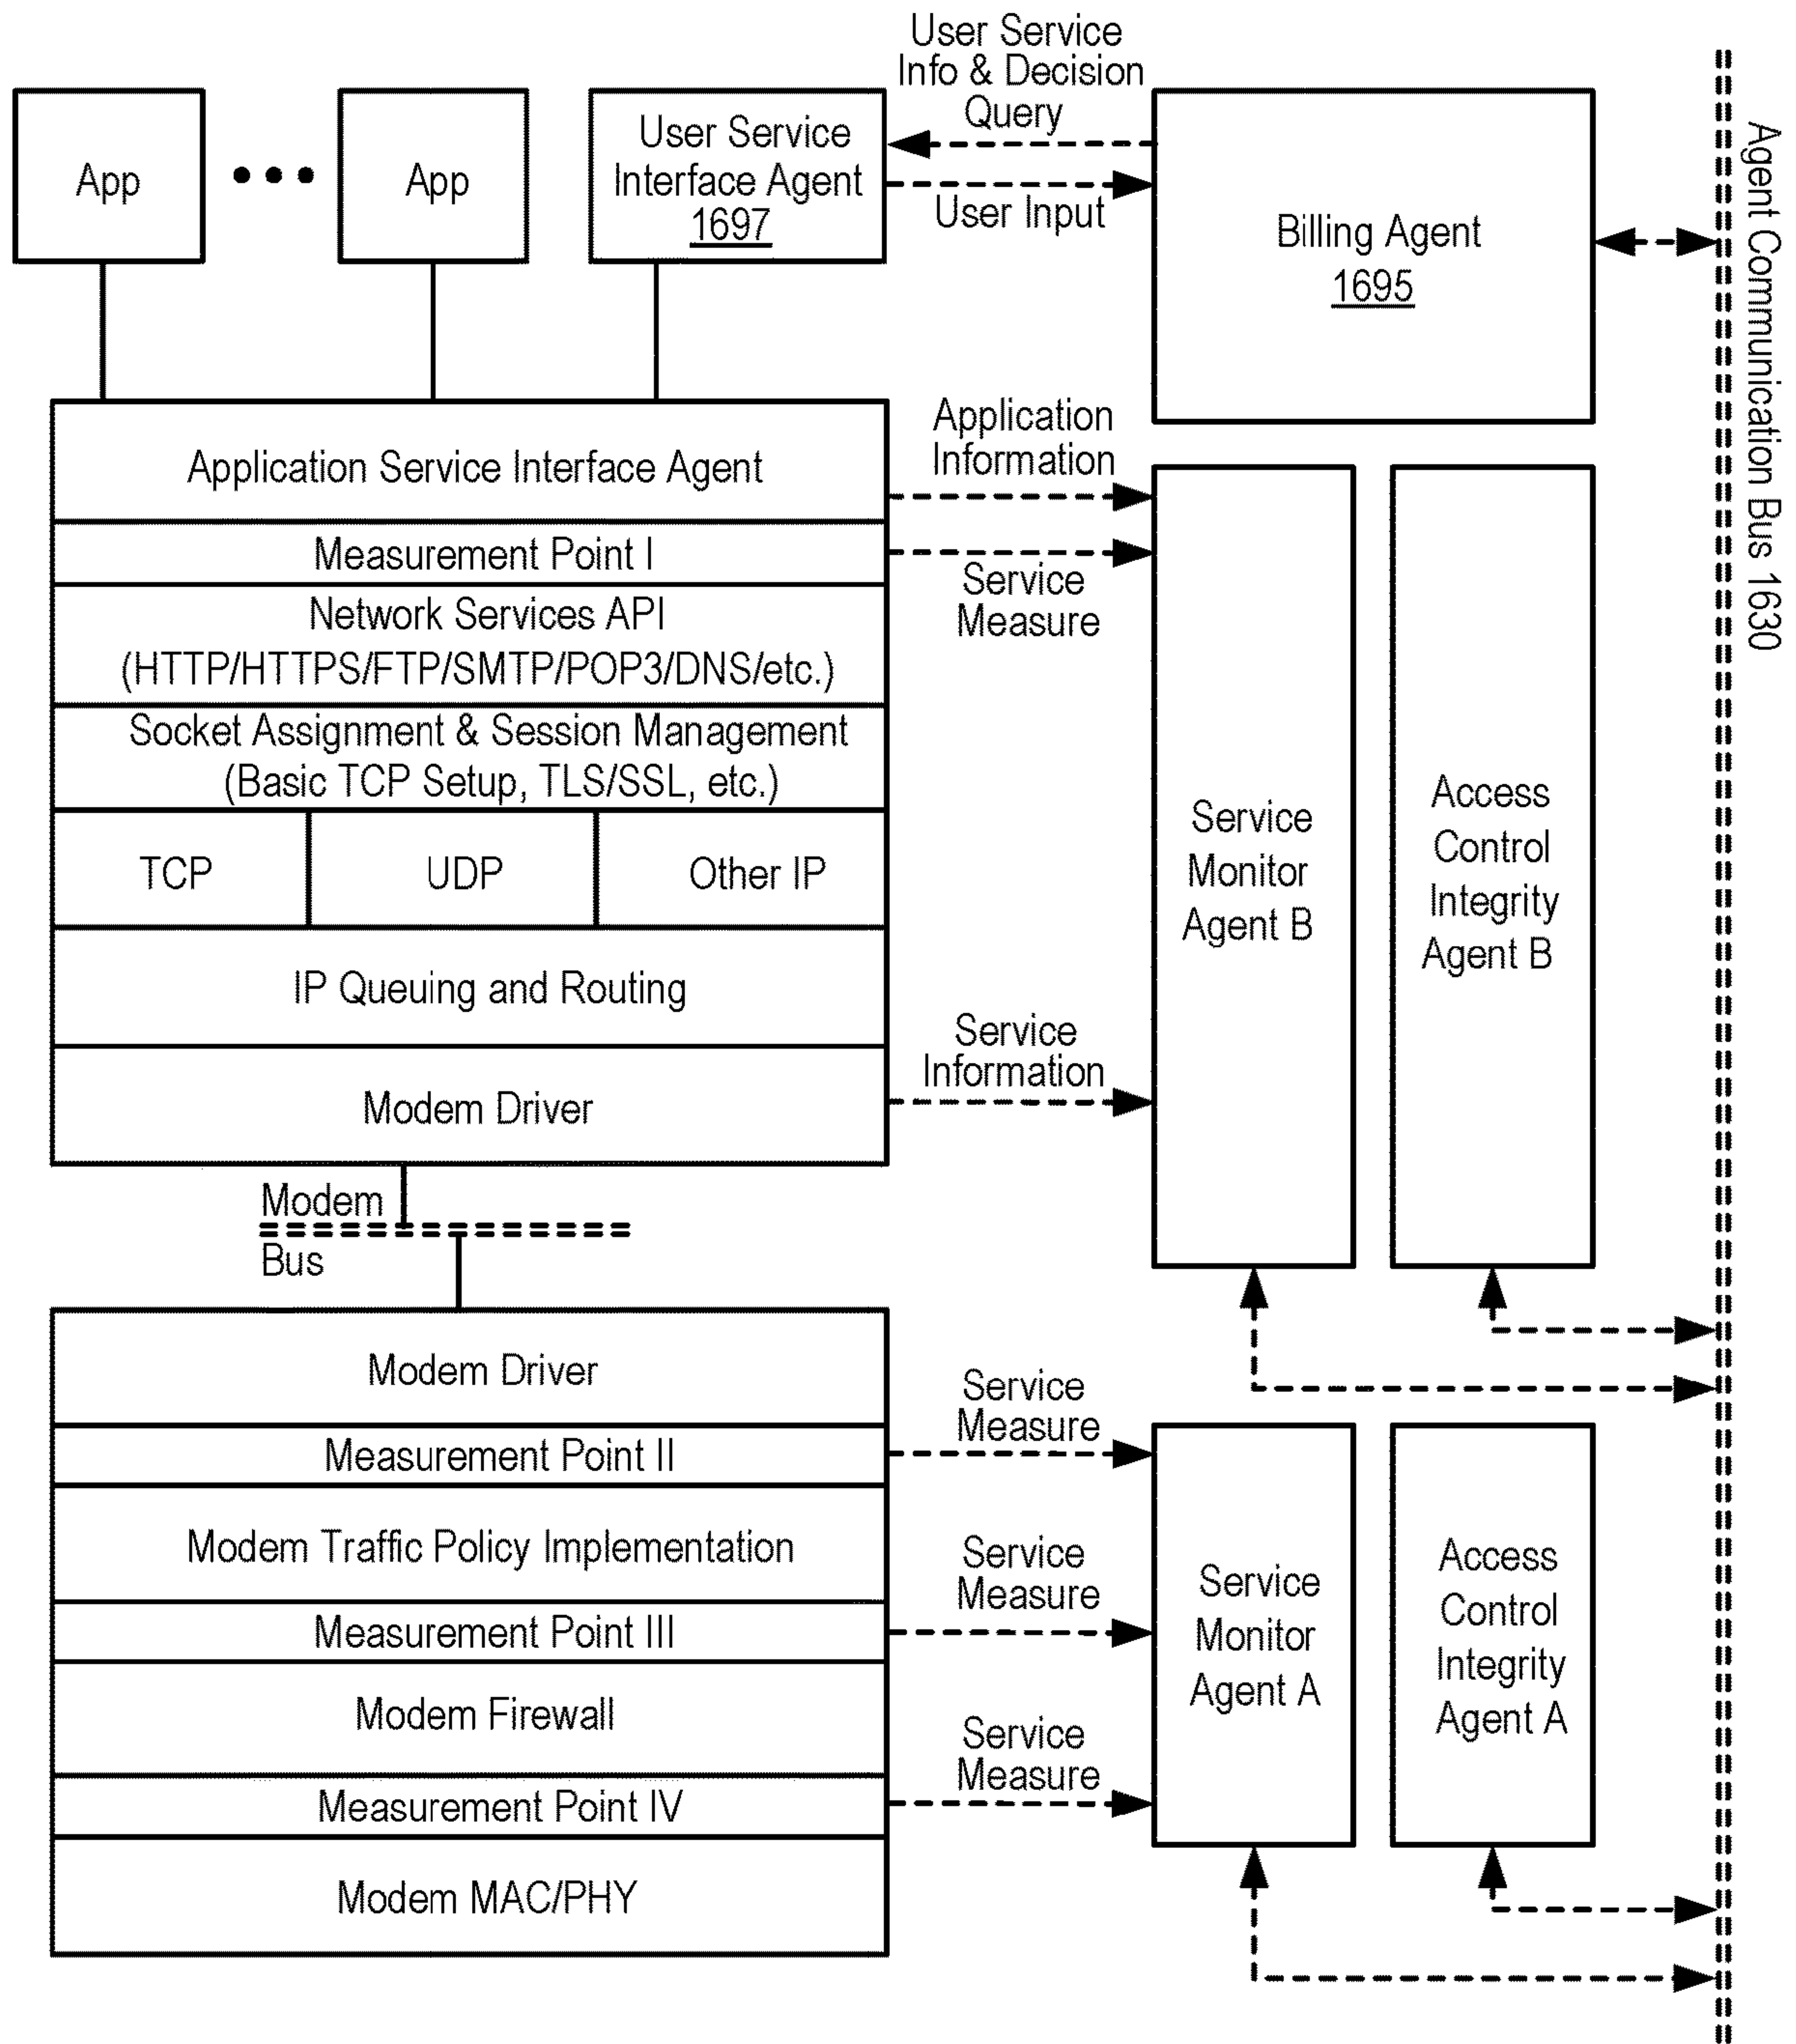 User Service
Info & Decision
Query
App
App
User Service
Interface Agent
1697
User Input
Billing Agent
1695
Agent Communication Bus 1630
Application Service Interface Agent
Application
Information
Measurement Point I
Service
Measure
Network Services API
(HTTP/HTTPS/FTP/SMTP/POP3/DNS/etc.)
Socket Assignment & Session Management
(Basic TCP Setup, TLS/SSL, etc.)
TCP
UDP
Other IP
Service
Monitor
Agent B
Access
Control
Integrity
Agent B
IP Queuing and Routing
Service
Information
Modem Driver
Modem
Bus
Modem Driver
Service
Measure
Measurement Point II
Modem Traffic Policy Implementation
Service
Measure
Measurement Point III
Service
Monitor
Agent A
Access
Control
Integrity
Agent A
Modem Firewall
Service
Measure
Measurement Point IV
Modem MAC/PHY